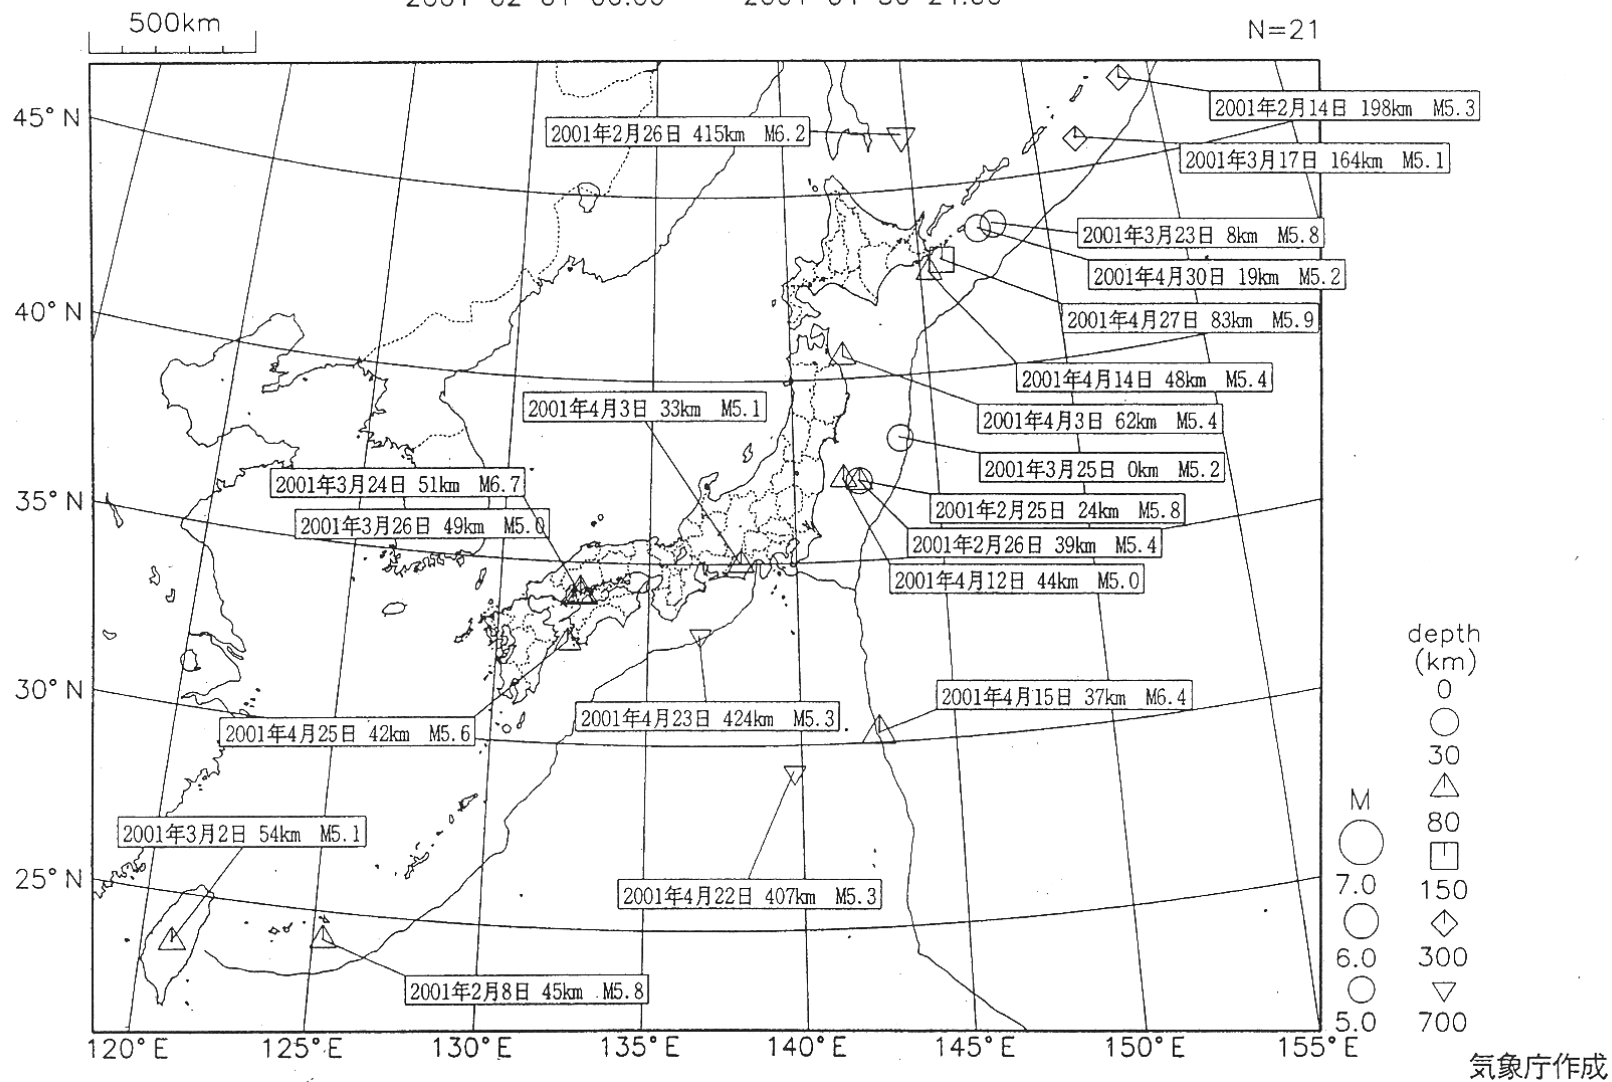 500km
N=21
45°N
2001年2月14日 198km M5.3
2001年2月26日 415km M6.2
2001年3月17日 164km M5.1
2001年3月23日 8km M5.8
2001年4月30日 19km M5.2
40°N
2001年4月27日 83km M5.9
2001年4月14日 48km M5.4
2001年4月3日 33km M5.1
2001年4月3日 62km M5.4
2001年3月25日 0km M5.2
2001年3月24日 51km M6.7
35°N
2001年2月25日 24km M5.8
2001年3月26日 49km M5.0
2001年2月26日 39km M5.4
2001年4月12日 44km M5.0
30°N
2001年4月15日 37km M6.4
2001年4月23日 424km M5.3
2001年4月25日 42km M5.6
2001年3月2日 54km M5.1
25°N
2001年4月22日 407km M5.3
2001年2月8日 45km M5.8
depth
(km)
0
30
80
150
300
700
M
7.0
6.0
5.0
120°E 125°E 130°E 135°E 140°E 145°E 150°E 155°E
気象庁作成